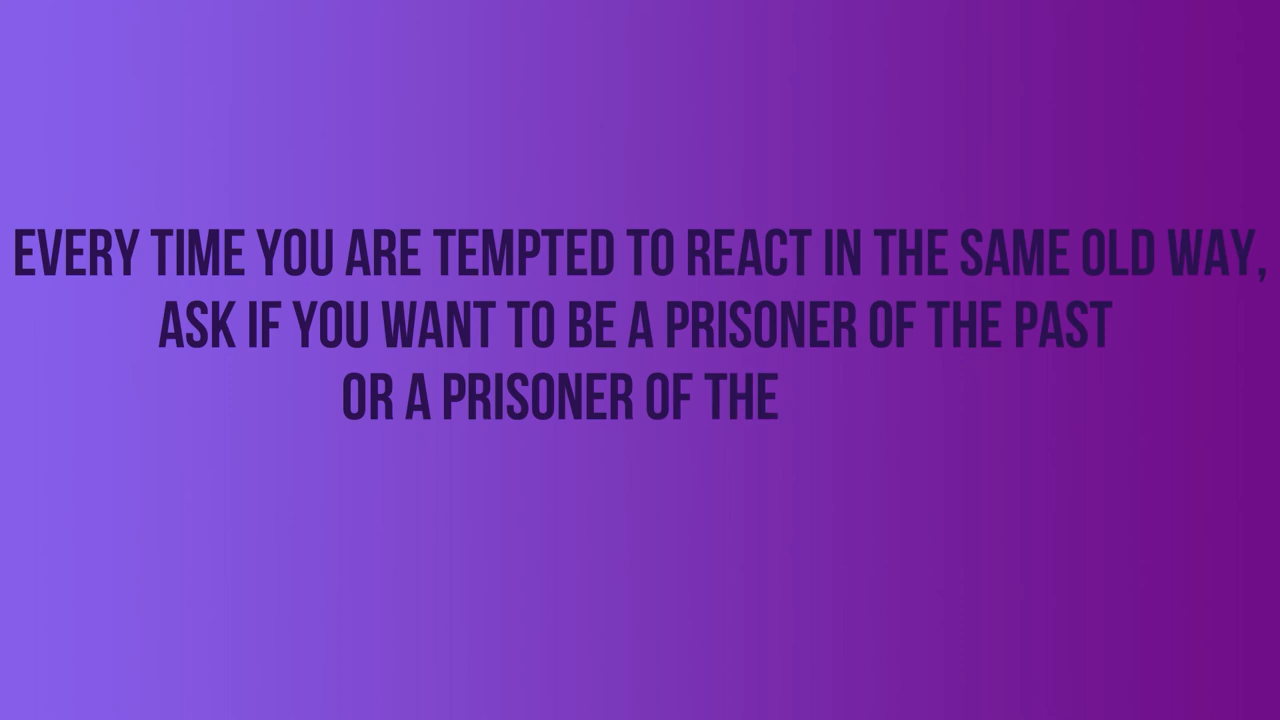 EVERY TIME YOU ARE TEMPTED TO REACT IN THE SAME OLD WAY,
ASK IF YOU WANT TO BE A PRISONER OF THE PAST
OR A PRISONER OF THE